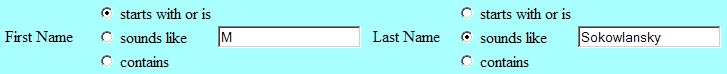 starts with or is starts with or is
First Name sounds like M Last Name sounds like Sokowlansky
contains contains